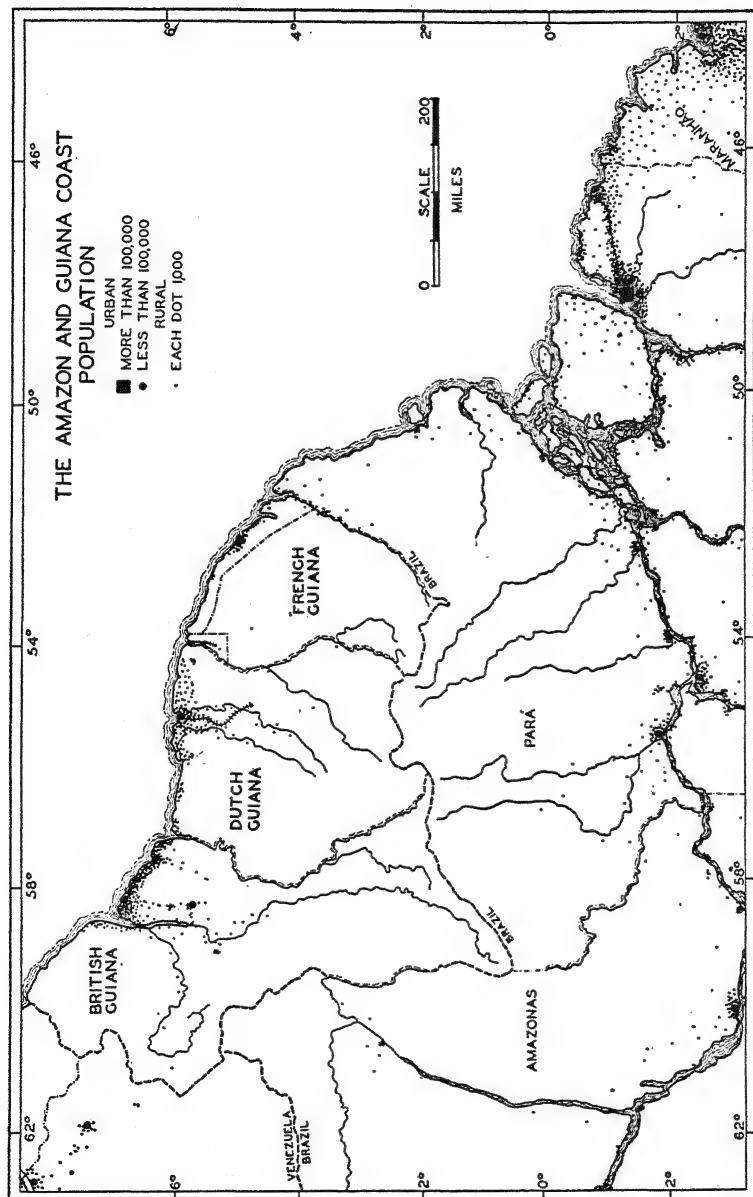 THE AMAZON AND GUIANA COAST
POPULATION
URBAN
■ MORE THAN 100,000
● LESS THAN 100,000
RURAL
· EACH DOT 1,000
SCALE
0 200
MILES
62°
58°
54°
50°
46°
6°
4°
2°
0°
2°
BRITISH
GUIANA
DUTCH
GUIANA
FRENCH
GUIANA
VENEZUELA
BRAZIL
BRAZIL
BRAZIL
AMAZONAS
PARÁ
MARANHÃO
6°
2°
0°
2°
62°
58°
54°
50°